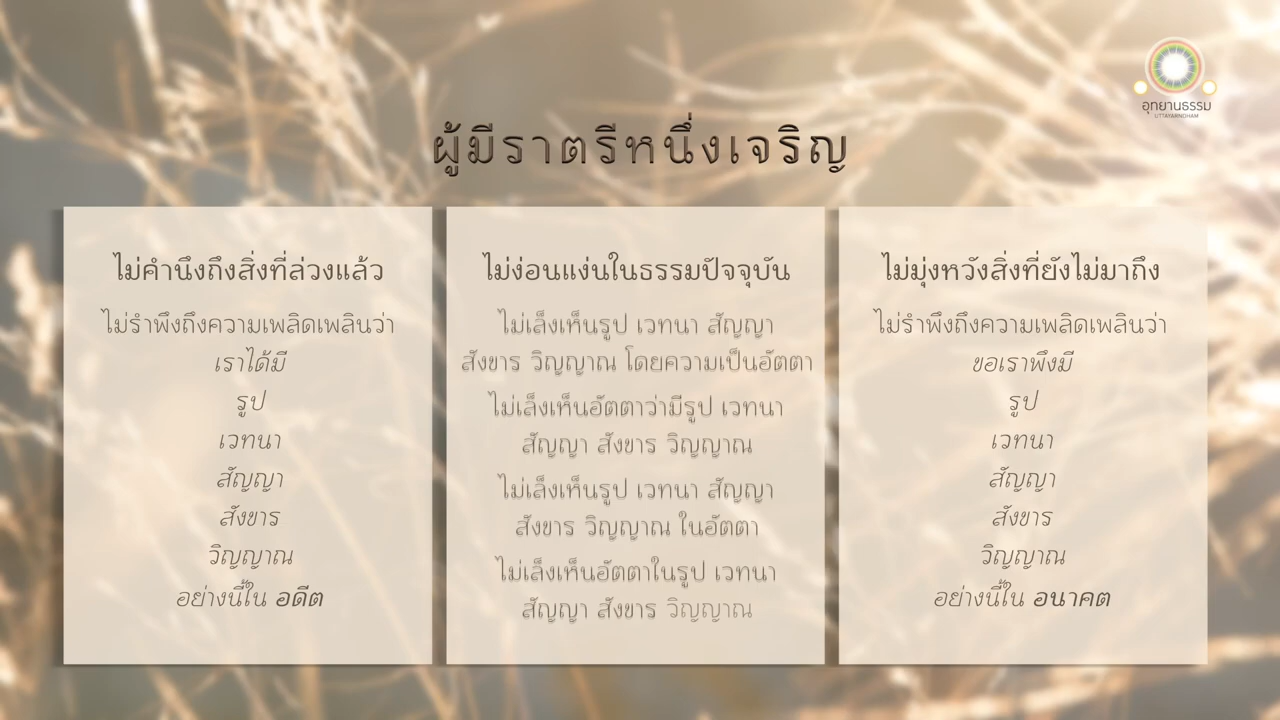 อุทยานธรรม
UTTAYARNDHAM
ผู้มีราตรีหนึ่งเจริญ
ไม่คำนึงถึงสิ่งที่ล่วงแล้ว
ไม่รำพึงถึงความเพลิดเพลินว่า
เราได้มี
รูป
เวทนา
สัญญา
สังขาร
วิญญาณ
อย่างนี้ใน อดีต
ไม่ง่อนแง่นในธรรมปัจจุบัน
ไม่เล็งเห็นรูป เวทนา สัญญา
สังขาร วิญญาณ โดยความเป็นอัตตา
ไม่เล็งเห็นอัตตาว่ามีรูป เวทนา
สัญญา สังขาร วิญญาณ
ไม่เล็งเห็นรูป เวทนา สัญญา
สังขาร วิญญาณ ในอัตตา
ไม่เล็งเห็นอัตตาในรูป เวทนา
สัญญา สังขาร วิญญาณ
ไม่มุ่งหวังสิ่งที่ยังไม่มาถึง
ไม่รำพึงถึงความเพลิดเพลินว่า
ขอเราพึงมี
รูป
เวทนา
สัญญา
สังขาร
วิญญาณ
อย่างนี้ใน อนาคต